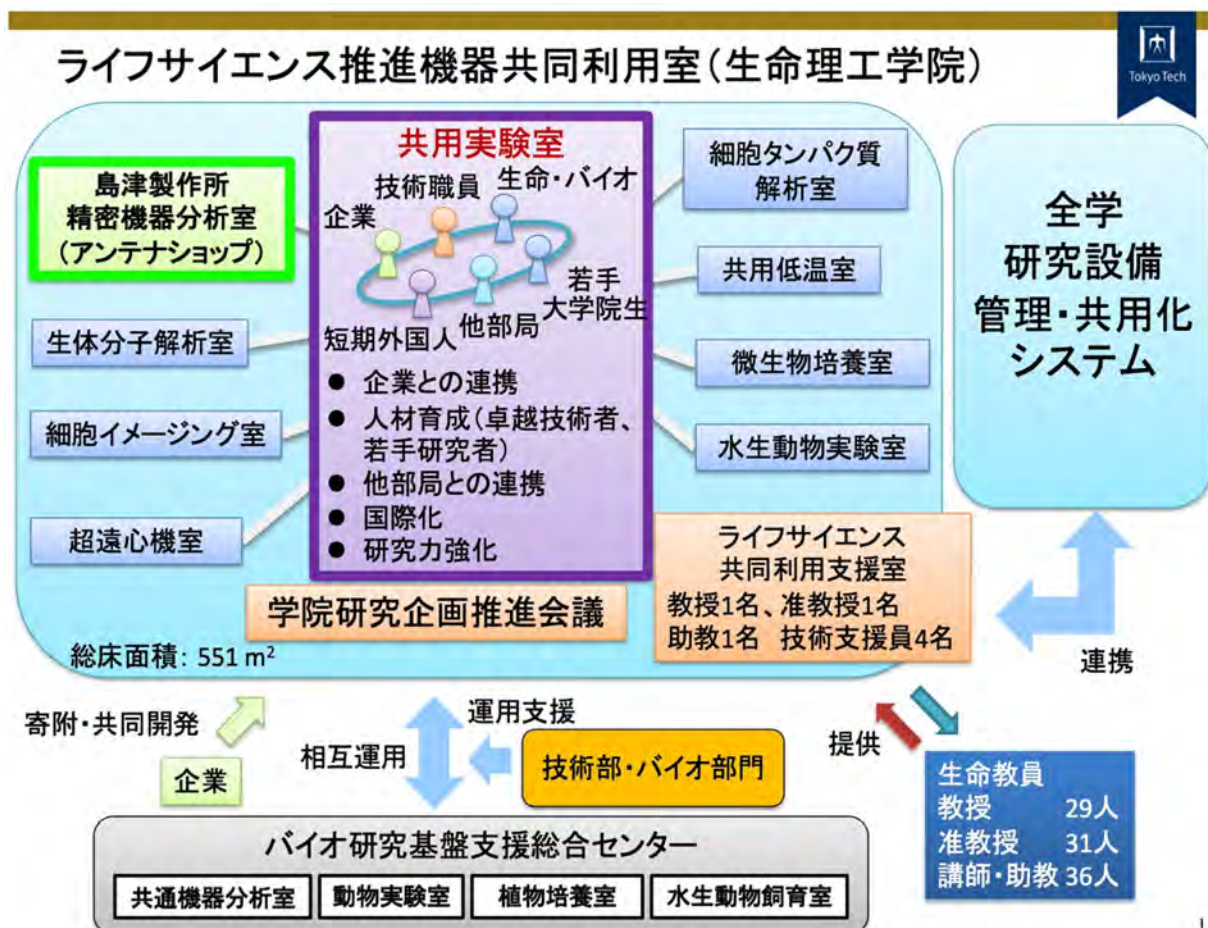 ライフサイエンス推進機器共同利用室（生命理工学院）
Tokyo Tech
島津製作所
精密機器分析室
（アンテナショップ）
生体分子解析室
細胞イメージング室
超遠心機室
共用実験室
技術職員
生命・バイオ
企業
若手
大学院生
他部局
短期外国人
● 企業との連携
● 人材育成（卓越技術者、
若手研究者）
● 他部局との連携
● 国際化
● 研究力強化
細胞タンパク質
解析室
共用低温室
微生物培養室
水生動物実験室
全学
研究設備
管理・共用化
システム
学院研究企画推進会議
ライフサイエンス
共同利用支援室
教授1名、准教授1名
助教1名 技術支援員4名
総床面積： 551 m²
連携
寄附・共同開発
企業
相互運用
運用支援
技術部・バイオ部門
提供
生命教員
教授 29人
准教授 31人
講師・助教 36人
バイオ研究基盤支援総合センター
共通機器分析室
動物実験室
植物培養室
水生動物飼育室